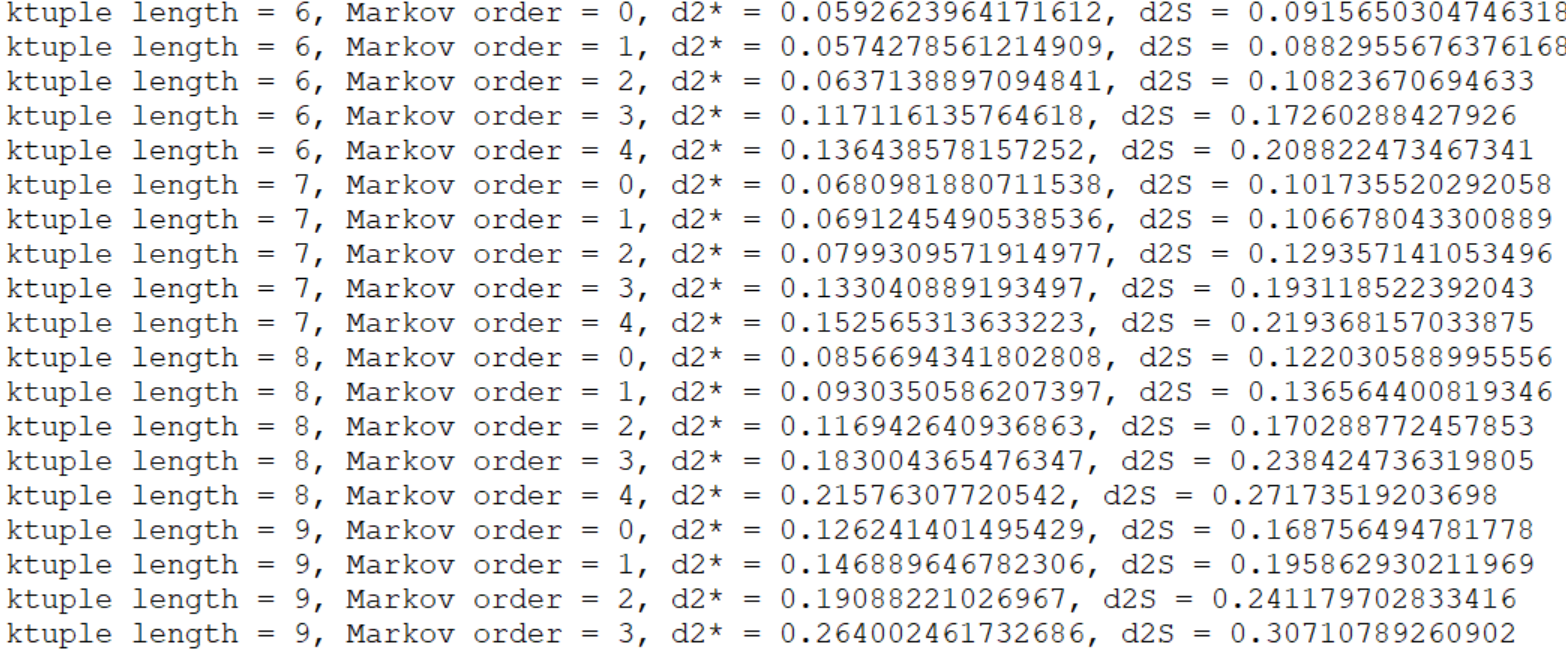 ktuple length = 6, Markov order = 0, d2* = 0.0592623964171612, d2S = 0.0915650304746318
ktuple length = 6, Markov order = 1, d2* = 0.0574278561214909, d2S = 0.0882955676376168
ktuple length = 6, Markov order = 2, d2* = 0.0637138897094841, d2S = 0.10823670694633
ktuple length = 6, Markov order = 3, d2* = 0.117116135764618, d2S = 0.17260288427926
ktuple length = 6, Markov order = 4, d2* = 0.136438578157252, d2S = 0.208822473467341
ktuple length = 7, Markov order = 0, d2* = 0.0680981880711538, d2S = 0.101735520292058
ktuple length = 7, Markov order = 1, d2* = 0.0691245490538536, d2S = 0.106678043300889
ktuple length = 7, Markov order = 2, d2* = 0.0799309571914977, d2S = 0.129357141053496
ktuple length = 7, Markov order = 3, d2* = 0.133040889193497, d2S = 0.193118522392043
ktuple length = 7, Markov order = 4, d2* = 0.152565313633223, d2S = 0.219368157033875
ktuple length = 8, Markov order = 0, d2* = 0.0856694341802808, d2S = 0.122030588995556
ktuple length = 8, Markov order = 1, d2* = 0.0930350586207397, d2S = 0.136564400819346
ktuple length = 8, Markov order = 2, d2* = 0.116942640936863, d2S = 0.170288772457853
ktuple length = 8, Markov order = 3, d2* = 0.183004365476347, d2S = 0.238424736319805
ktuple length = 8, Markov order = 4, d2* = 0.21576307720542, d2S = 0.27173519203698
ktuple length = 9, Markov order = 0, d2* = 0.126241401495429, d2S = 0.168756494781778
ktuple length = 9, Markov order = 1, d2* = 0.146889646782306, d2S = 0.195862930211969
ktuple length = 9, Markov order = 2, d2* = 0.19088221026967, d2S = 0.241179702833416
ktuple length = 9, Markov order = 3, d2* = 0.264002461732686, d2S = 0.30710789260902